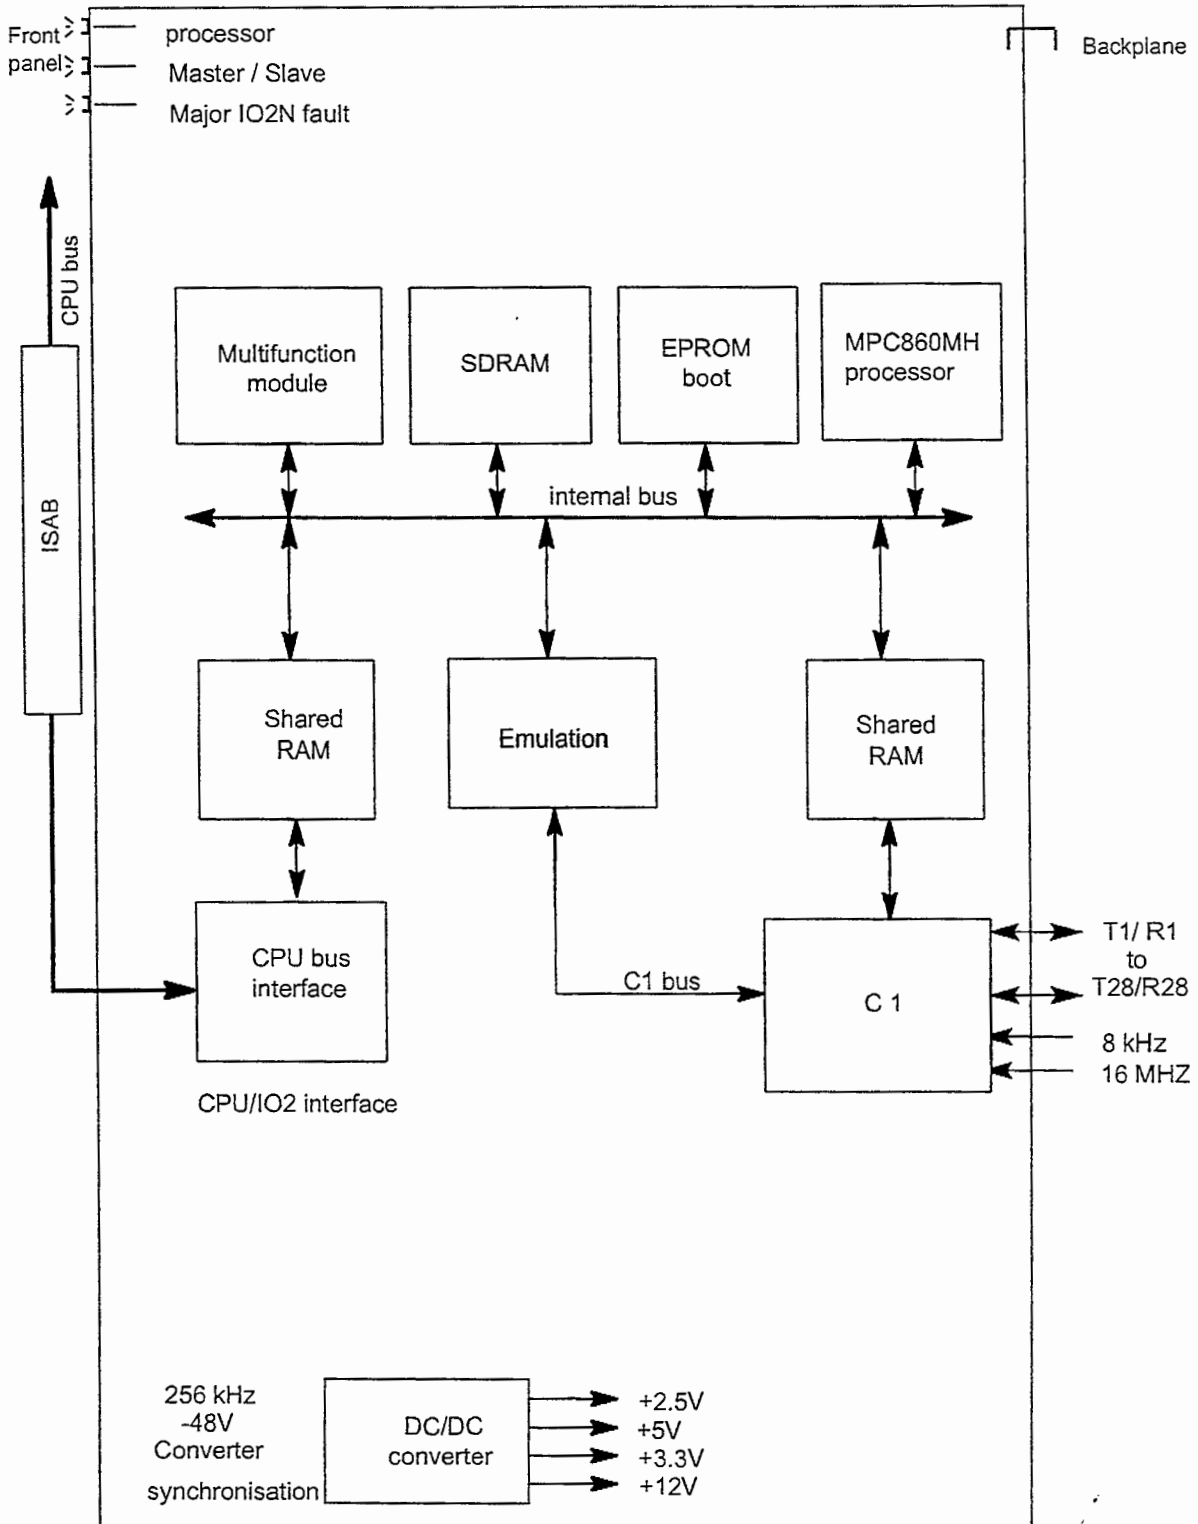 Front
panel
processor
Master / Slave
Major IO2N fault
Backplane
CPU bus
ISAB
Multifunction
module
SDRAM
EPROM
boot
MPC860MH
processor
internal bus
Shared
RAM
Emulation
Shared
RAM
CPU bus
interface
C1 bus
C 1
T1/ R1
to
T28/R28
8 kHz
16 MHZ
CPU/IO2 interface
256 kHz
-48V
Converter
synchronisation
DC/DC
converter
+2.5V
+5V
+3.3V
+12V